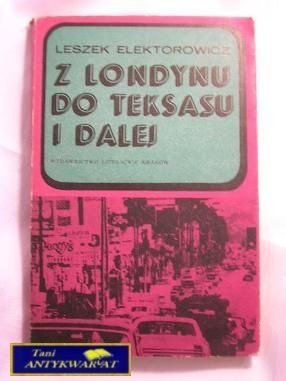 LESZEK ELEKTOROWICZ
Z LONDYNU
DO TEKSASU
I DALEJ
WYDAWNICTWO LITERACKIE KRAKÓW
Tani
ANTYKWARIAT